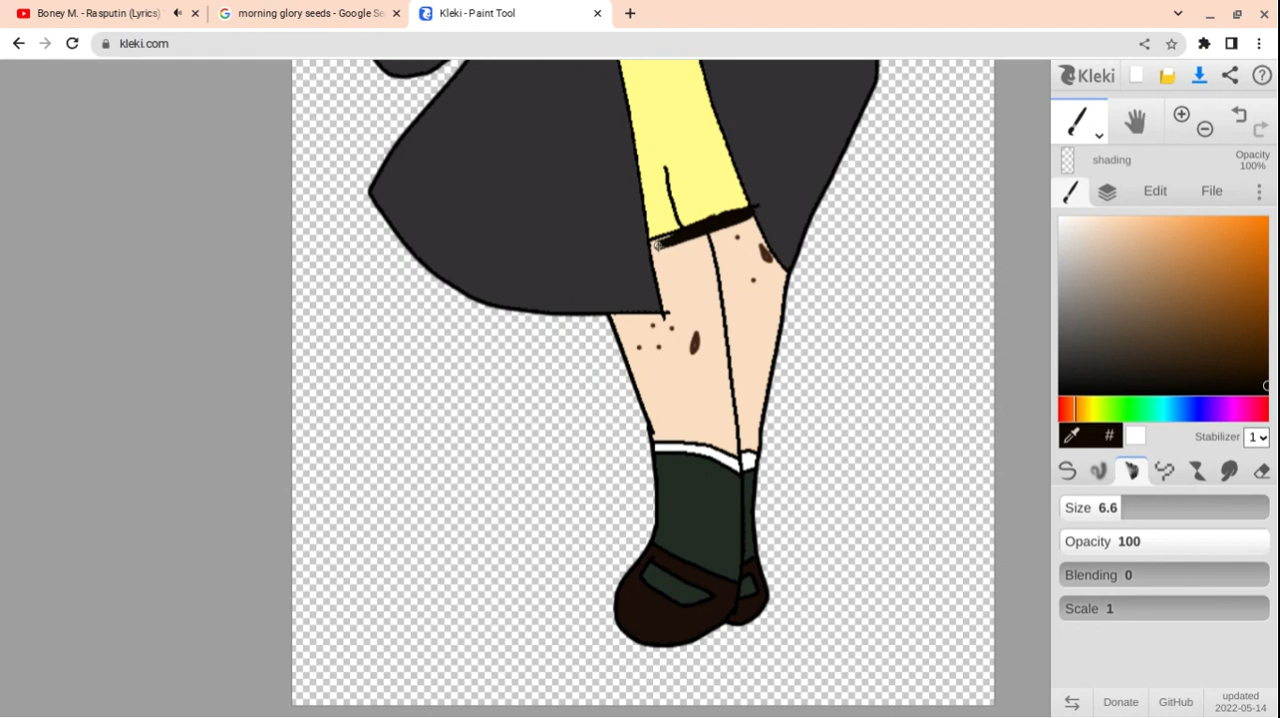 Boney M. - Rasputin (Lyrics)
morning glory seeds - Google Se
Kleki - Paint Tool
kleki.com
Kleki
shading
Opacity
100%
Edit File
Stabilizer 1
Size 6.6
Opacity 100
Blending 0
Scale 1
Donate GitHub updated
2022-05-14